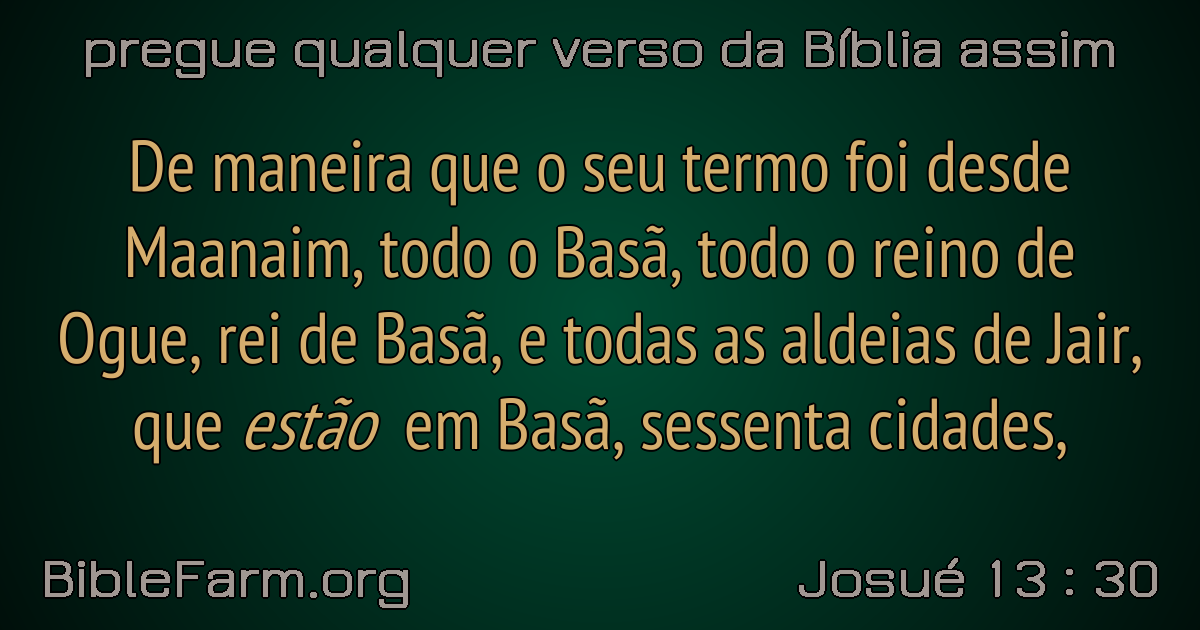 pregue qualquer verso da Bíblia assim
De maneira que o seu termo foi desde
Maanaim, todo o Basã, todo o reino de
Ogue, rei de Basã, e todas as aldeias de Jair,
que estão em Basã, sessenta cidades,
BibleFarm.org
Josué 13 : 30